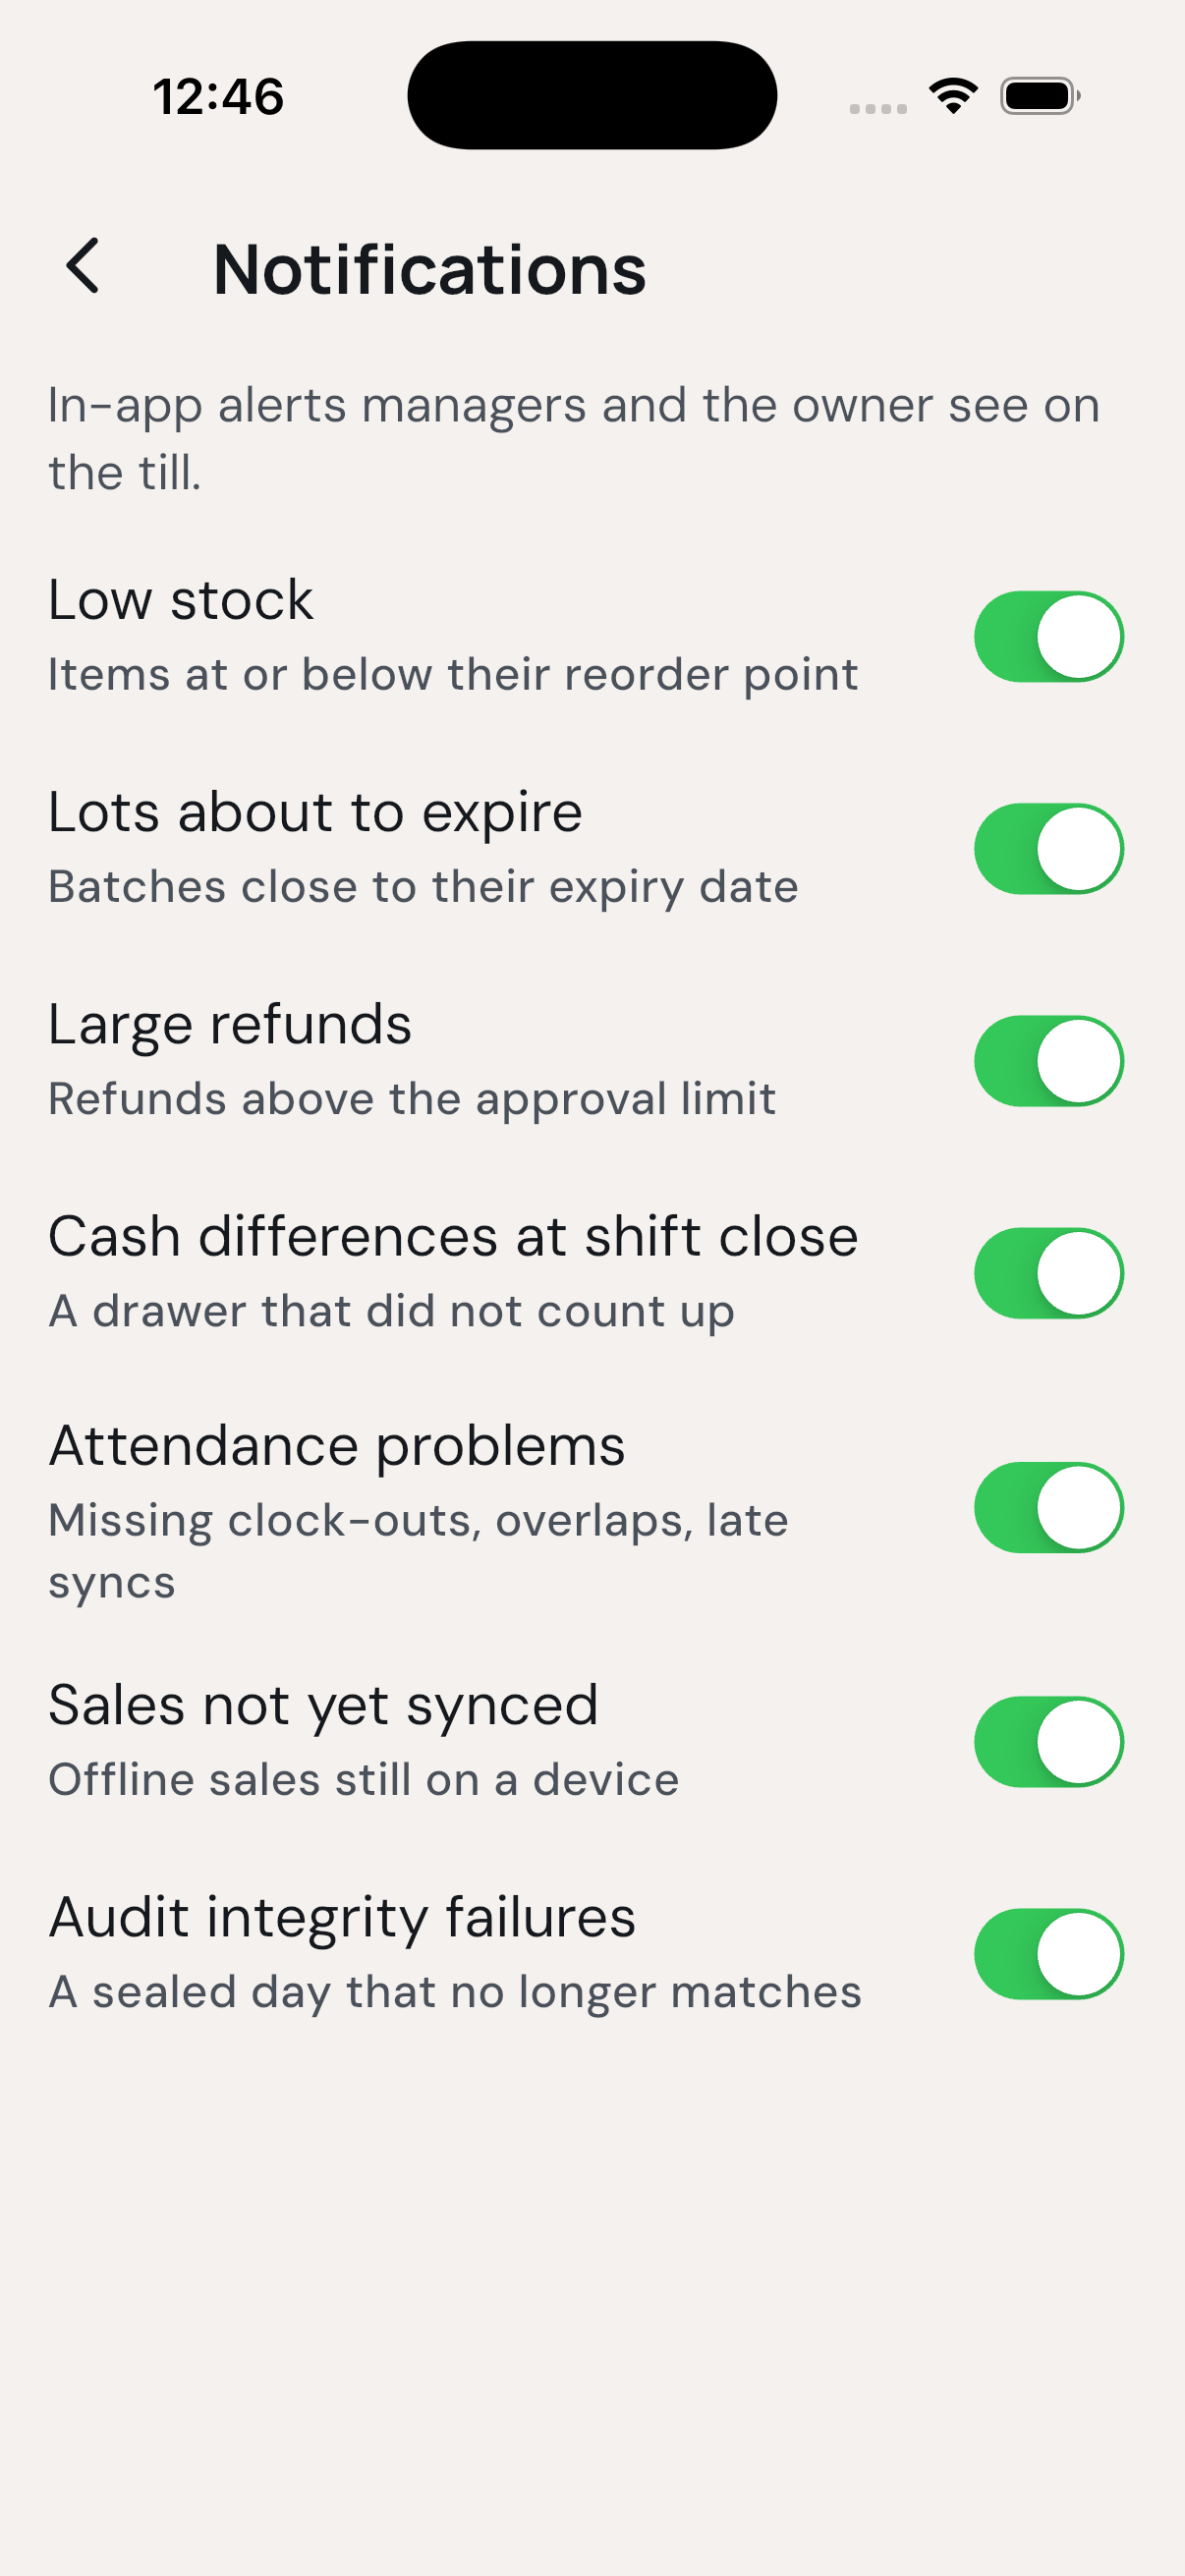 12:46
Notifications
In-app alerts managers and the owner see on
the till.
Low stock
Items at or below their reorder point
Lots about to expire
Batches close to their expiry date
Large refunds
Refunds above the approval limit
Cash differences at shift close
A drawer that did not count up
Attendance problems
Missing clock-outs, overlaps, late
syncs
Sales not yet synced
Offline sales still on a device
Audit integrity failures
A sealed day that no longer matches